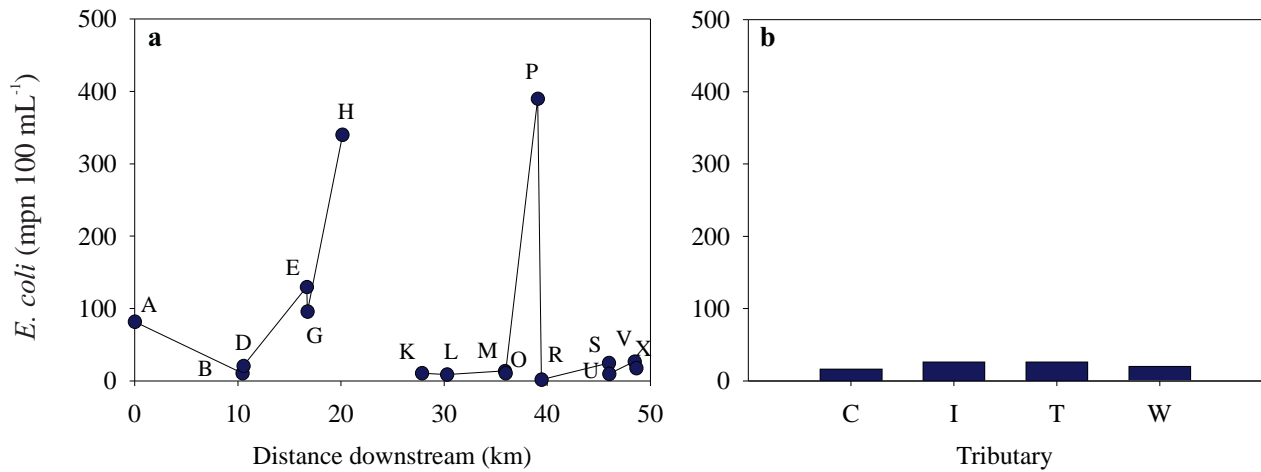 E. coli (mpn 100 mL⁻¹)
500
400
300
200
100
0
a
A
B
D
E
G
H
K
L
M
O
P
R
S
U
V
X
0
10
20
30
40
50
Distance downstream (km)
500
400
300
200
100
0
b
C
I
T
W
Tributary